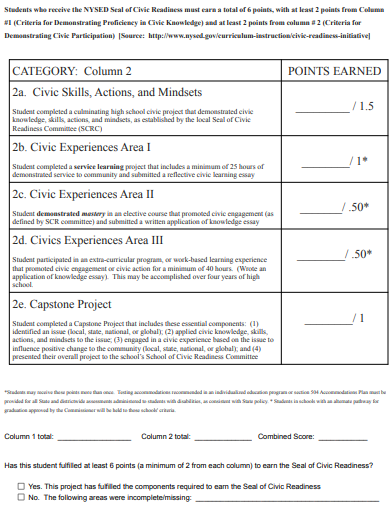 Students who receive the NYSED Seal of Civic Readiness must earn a total of 6 points, with at least 2 points from Column
#1 (Criteria for Demonstrating Proficiency in Civic Knowledge) and at least 2 points from column # 2 (Criteria for
Demonstrating Civic Participation) [Source: http://www.nysed.gov/curriculum-instruction/civic-readiness-initiative]
CATEGORY: Column 2
POINTS EARNED
2a. Civic Skills, Actions, and Mindsets
Student completed a culminating high school civic project that demonstrated civic
knowledge, skills, actions, and mindsets, as established by the local Seal of Civic
Readiness Committee (SCRC)
________/ 1.5
2b. Civic Experiences Area I
Student completed a service learning project that includes a minimum of 25 hours of
demonstrated service to community and submitted a reflective civic learning essay
________/ 1*
2c. Civic Experiences Area II
Student demonstrated mastery in an elective course that promoted civic engagement (as
defined by SCR committee) and submitted a written application of knowledge essay
________/ .50*
2d. Civics Experiences Area III
Student participated in an extra-curricular program, or work-based learning experience
that promoted civic engagement or civic action for a minimum of 40 hours. (Wrote an
application of knowledge essay). This may be accomplished over four years of high
school.
________/ .50*
2e. Capstone Project
Student completed a Capstone Project that includes these essential components: (1)
identified an issue (local, state, national, or global); (2) applied civic knowledge, skills,
actions, and mindsets to the issue; (3) engaged in a civic experience based on the issue to
influence positive change to the community (local, state, national, or global); and (4)
presented their overall project to the school's School of Civic Readiness Committee
________/ 1
*Students may receive these points more than once. Testing accommodations recommended in an individualized education program or section 504 Accommodations Plan must be
provided for all State and districtwide assessments administered to students with disabilities, as consistent with State policy. * Students in schools with an alternate pathway for
graduation approved by the Commissioner will be held to those schools' criteria.
Column 1 total: ____________ Column 2 total: ____________ Combined Score: ____________
Has this student fulfilled at least 6 points (a minimum of 2 from each column) to earn the Seal of Civic Readiness?
☐ Yes. This project has fulfilled the components required to earn the Seal of Civic Readiness
☐ No. The following areas were incomplete/missing: ____________